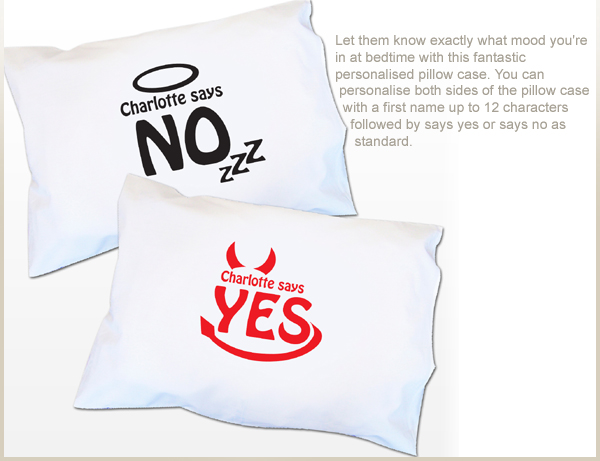 Let them know exactly what mood you're
in at bedtime with this fantastic
personalised pillow case. You can
personalise both sides of the pillow case
with a first name up to 12 characters
followed by says yes or says no as
standard.
Charlotte says
NO
zzz
Charlotte says
YES